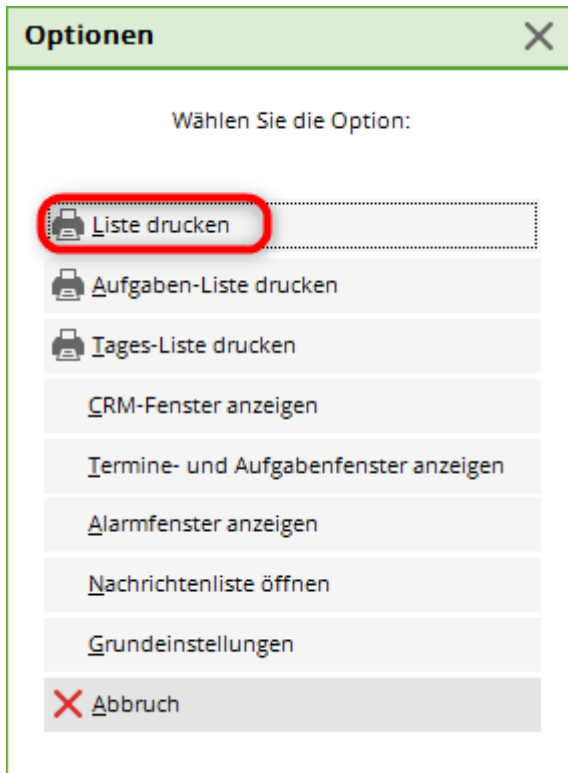 Optionen
Wählen Sie die Option:
Liste drucken
Aufgaben-Liste drucken
Tages-Liste drucken
CRM-Fenster anzeigen
Termine- und Aufgabenfenster anzeigen
Alarmfenster anzeigen
Nachrichtenliste öffnen
Grundeinstellungen
Abbruch